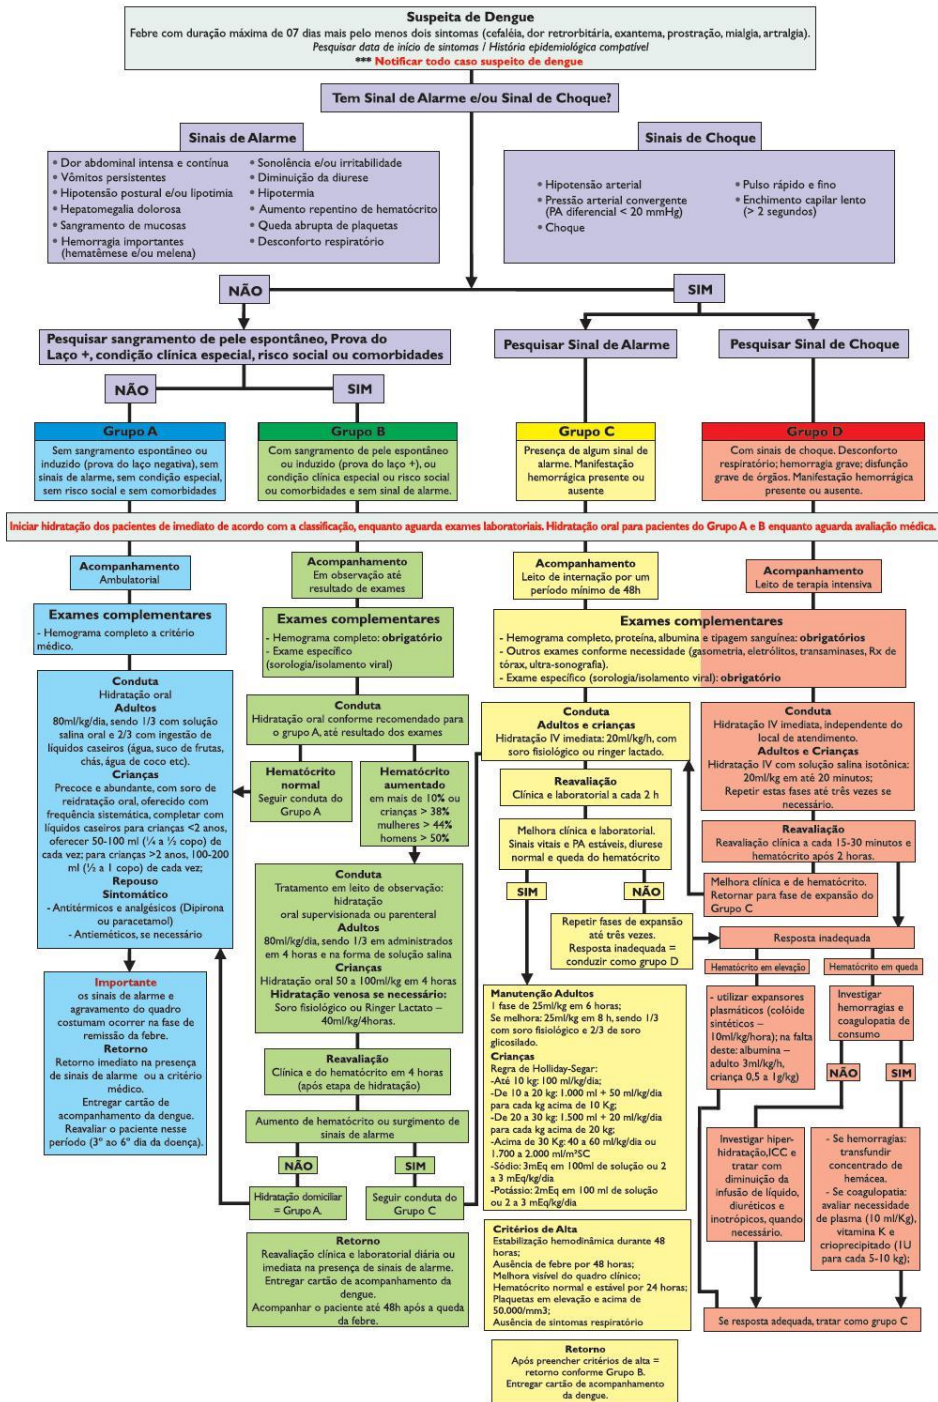 Suspeita de Dengue
Febre com duração máxima de 07 dias mais pelo menos dois sintomas (cefaléia, dor retrorbitária, exantema, prostração, mialgia, artralgia).
Pesquisar data de início de sintomas / História epidemiológica compatível
*** Notificar todo caso suspeito de dengue
Tem Sinal de Alarme e/ou Sinal de Choque?
Sinais de Alarme
• Dor abdominal intensa e contínua
• Vômitos persistentes
• Hipotensão postural e/ou lipotimia
• Hepatomegalia dolorosa
• Sangramento de mucosas
• Hemorragia importantes
(hematêmese e/ou melena)
• Sonolência e/ou irritabilidade
• Diminuição da diurese
• Hipotermia
• Aumento repentino de hematócrito
• Queda abrupta de plaquetas
• Desconforto respiratório
Sinais de Choque
• Hipotensão arterial
• Pressão arterial convergente
(PA diferencial < 20 mmHg)
• Choque
• Pulso rápido e fino
• Enchimento capilar lento
(> 2 segundos)
NÃO
SIM
Pesquisar sangramento de pele espontâneo, Prova do
Laço +, condição clínica especial, risco social ou comorbidades
Pesquisar Sinal de Alarme
Pesquisar Sinal de Choque
NÃO
SIM
Grupo A
Sem sangramento espontâneo ou
induzido (prova do laço negativa), sem
sinais de alarme, sem condição especial,
sem risco social e sem comorbidades
Grupo B
Com sangramento de pele espontâneo
ou induzido (prova do laço +), ou
condição clínica especial ou risco social
ou comorbidades e sem sinal de alarme.
Grupo C
Presença de algum sinal de
alarme. Manifestação
hemorrágica presente ou
ausente
Grupo D
Com sinais de choque. Desconforto
respiratório; hemorragia grave; disfunção
grave de órgãos. Manifestação hemorrágica
presente ou ausente.
Iniciar hidratação dos pacientes de imediato de acordo com a classificação, enquanto aguarda exames laboratoriais. Hidratação oral para pacientes do Grupo A e B enquanto aguarda avaliação médica.
Acompanhamento
Ambulatorial
Exames complementares
- Hemograma completo a critério
médico.
Conduta
Hidratação oral
Adultos
80ml/kg/dia, sendo 1/3 com solução
salina oral e 2/3 com ingestão de
líquidos caseiros (água, suco de frutas,
chás, água de coco etc).
Crianças
Precoce e abundante, com soro de
reidratação oral, oferecido com
frequência sistemática, completar com
líquidos caseiros para crianças <2 anos,
oferecer 50-100 ml (¼ a ½ copo) de
cada vez; para crianças >2 anos, 100-200
ml (½ a 1 copo) de cada vez;
Repouso
Sintomático
- Antitérmicos e analgésicos (Dipirona
ou paracetamol)
- Antieméticos, se necessário
Importante
os sinais de alarme e
agravamento do quadro
costumam ocorrer na fase de
remissão da febre.
Retorno
Retorno imediato na presença
de sinais de alarme ou a critério
médico.
Entregar cartão de
acompanhamento da dengue.
Reavaliar o paciente nesse
período (3º ao 6º dia da doença).
Acompanhamento
Em observação até
resultado de exames
Exames complementares
- Hemograma completo: obrigatório
- Exame específico
(sorologia/isolamento viral)
Conduta
Hidratação oral conforme recomendado para
o grupo A, até resultado dos exames
Hematócrito
normal
Seguir conduta do
Grupo A
Hematócrito
aumentado
em mais de 10% ou
crianças > 38%
mulheres > 44%
homens > 50%
Conduta
Tratamento em leito de observação:
hidratação
oral supervisionada ou parenteral
Adultos
80ml/kg/dia, sendo 1/3 em administrados
em 4 horas e na forma de solução salina
Crianças
Hidratação oral 50 a 100ml/kg em 4 horas
Hidratação venosa se necessário:
Soro fisiológico ou Ringer Lactato –
40ml/kg/4horas.
Reavaliação
Clínica e do hematócrito em 4 horas
(após etapa de hidratação)
Aumento de hematócrito ou surgimento de
sinais de alarme
NÃO
SIM
Hidratação domiciliar
= Grupo A.
Seguir conduta do
Grupo C
Retorno
Reavaliação clínica e laboratorial diária ou
imediata na presença de sinais de alarme.
Entregar cartão de acompanhamento da
dengue.
Acompanhar o paciente até 48h após a queda
da febre.
Acompanhamento
Leito de internação por um
período mínimo de 48h
Acompanhamento
Leito de terapia intensiva
Exames complementares
- Hemograma completo, proteína, albumina e tipagem sanguínea: obrigatórios
- Outros exames conforme necessidade (gasometria, eletrólitos, transaminases, Rx de
tórax, ultra-sonografia).
- Exame específico (sorologia/isolamento viral): obrigatório
Conduta
Adultos e crianças
Hidratação IV imediata: 20ml/kg/h, com
soro fisiológico ou ringer lactado.
Reavaliação
Clínica e laboratorial a cada 2 h
Melhora clínica e laboratorial.
Sinais vitais e PA estáveis, diurese
normal e queda do hematócrito
SIM
NÃO
Repetir fases de expansão
até três vezes.
Resposta inadequada =
conduzir como grupo D
Manutenção Adultos
1 fase de 25ml/kg em 6 horas;
Se melhora: 25ml/kg em 8 h, sendo 1/3
com soro fisiológico e 2/3 de soro
glicosilado.
Crianças
Regra de Holliday-Segar:
-Até 10 kg: 100 ml/kg/dia;
-De 10 a 20 kg: 1.000 ml + 50 ml/kg/dia
para cada kg acima de 10 Kg;
-De 20 a 30 kg: 1.500 ml + 20 ml/kg/dia
para cada kg acima de 20 kg;
-Acima de 30 Kg: 40 a 60 ml/kg/dia ou
1.700 a 2.000 ml/m²SC
-Sódio: 3mEq em 100ml de solução ou 2
a 3 mEq/kg/dia
-Potássio: 2mEq em 100 ml de solução
ou 2 a 3 mEq/kg/dia
Critérios de Alta
Estabilização hemodinâmica durante 48
horas;
Ausência de febre por 48 horas;
Melhora visível do quadro clínico;
Hematócrito normal e estável por 24 horas;
Plaquetas em elevação e acima de
50.000/mm3;
Ausência de sintomas respiratório
Retorno
Após preencher critérios de alta =
retorno conforme Grupo B.
Entregar cartão de acompanhamento
da dengue.
Conduta
Hidratação IV imediata, independente do
local de atendimento.
Adultos e Crianças
Hidratação IV com solução salina isotônica:
20ml/kg em até 20 minutos;
Repetir estas fases até três vezes se
necessário.
Reavaliação
Reavaliação clínica a cada 15-30 minutos e
hematócrito após 2 horas.
Melhora clínica e de hematócrito.
Retornar para fase de expansão do
Grupo C
Resposta inadequada
Hematócrito em elevação
Hematócrito em queda
- utilizar expansores
plasmáticos (colóide
sintéticos –
10ml/kg/hora); na falta
deste: albumina –
adulto 3ml/kg/h,
criança 0,5 a 1g/kg)
Investigar
hemorragias e
coagulopatia de
consumo
NÃO
SIM
Investigar hiper-
hidratação,ICC e
tratar com
diminuição da
infusão de líquido,
diuréticos e
inotrópicos, quando
necessário.
- Se hemorragias:
transfundir
concentrado de
hemácea.
- Se coagulopatia:
avaliar necessidade
de plasma (10 ml/Kg),
vitamina K e
crioprecipitado (1U
para cada 5-10 kg);
Se resposta adequada, tratar como grupo C